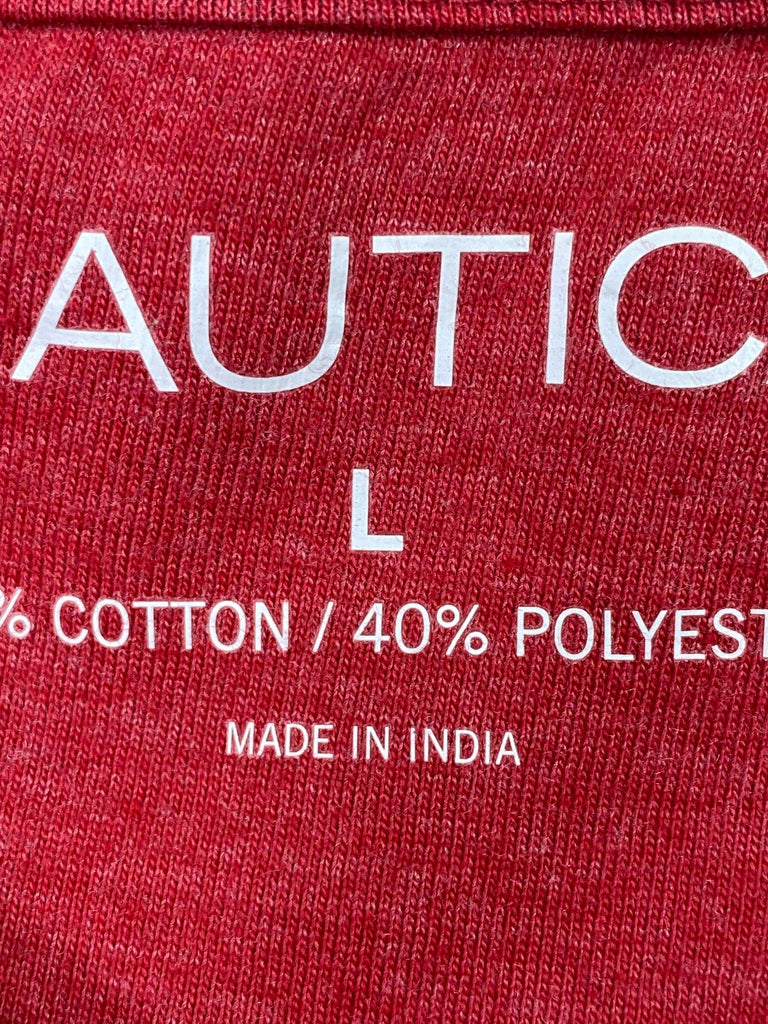 AUTIC
L
% COTTON / 40% POLYEST
MADE IN INDIA